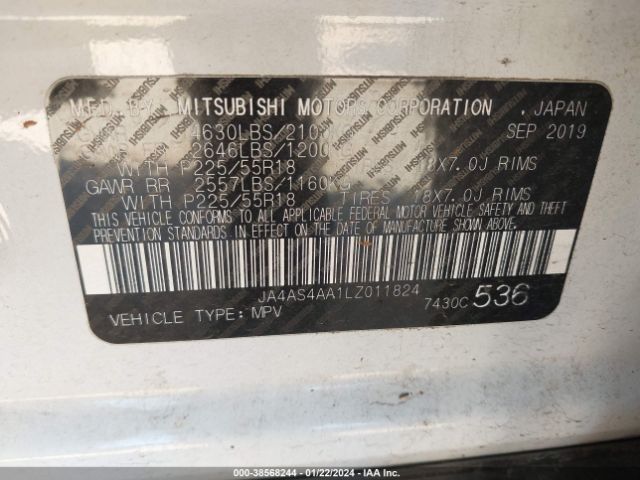 MFD. BY, MITSUBISHI MOTORS CORPORATION, JAPAN
4630LBS/210 SEP 2019
2646LBS/1200
WITH P225/55R18 8X7.0J RIMS
GAWR RR 2557LBS/1160KG
WITH P225/55R18 TIRES 18X7.0J RIMS
THIS VEHICLE CONFORMS TO ALL APPLICABLE FEDERAL MOTOR VEHICLE SAFETY AND THEFT
PREVENTION STANDARDS IN EFFECT ON THE DATE OF MANUFACTURE SHOWN ABOVE.
JA4AS4AA1LZ011824
7430C 536
VEHICLE TYPE: MPV
000-38568244 - 01/22/2024 - IAA Inc.